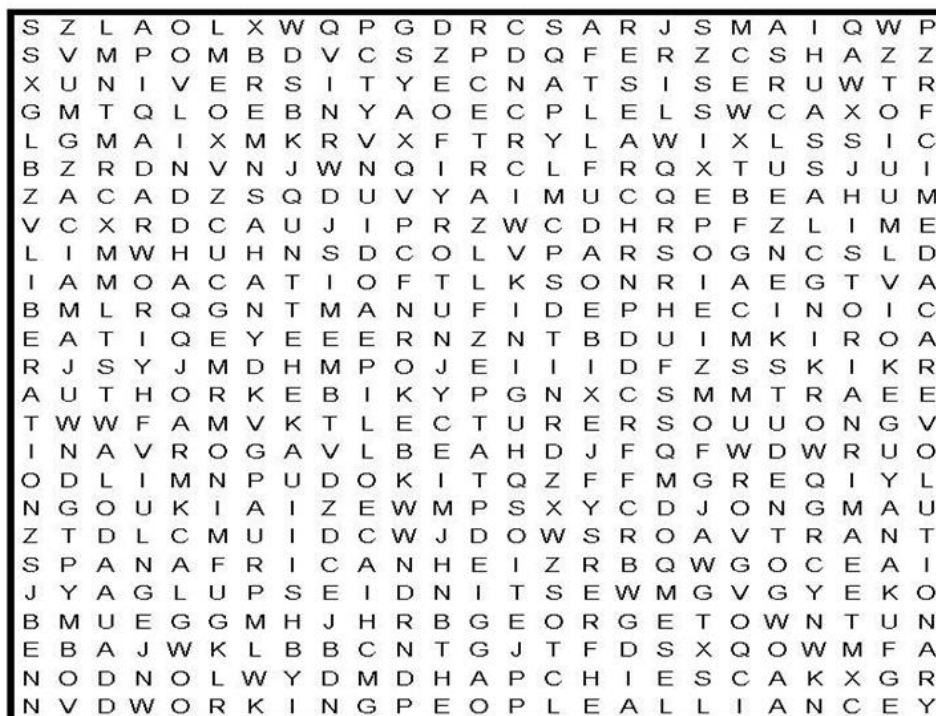 S Z L A O L X W Q P G D R C S A R J S M A I Q W P
S V M P O M B D V C S Z P D Q F E R Z C S H A Z Z
X U N I V E R S I T Y E C N A T S I S E R U W T R
G M T Q L O E B N Y A O E C P L E L S W C A X O F
L G M A I X M K R V X F T R Y L A W I X L S S I C
B Z R D N V N J W N Q I R C L F R Q X T U S J U I
Z A C A D Z S Q D U V Y A I M U C Q E B E A H U M
V C X R D C A U J I P R Z W C D H R P F Z L I M E
L I M W H U H N S D C O L V P A R S O G N C S L D
I A M O A C A T I O F T L K S O N R I A E G T V A
B M L R Q G N T M A N U F I D E P H E C I N O I C
E A T I Q E Y E E E R N Z N T B D U I M K I R O A
R J S Y J M D H M P O J E I I I D F Z S S K I K R
A U T H O R K E B I K Y P G N X C S M M T R A E E
T W W F A M V K T L E C T U R E R S O U U O N G V
I N A V R O G A V L B E A H D J F Q F W D W R U O
O D L I M N P U D O K I T Q Z F F M G R E Q I Y L
N G O U K I A I Z E W M P S X Y C D J O N G M A U
Z T D L C M U I D C W J D O W S R O A V T R A N T
S P A N A F R I C A N H E I Z R B Q W G O C E A I
J Y A G L U P S E I D N I T S E W M G V G Y E K O
B M U E G G M H J H R B G E O R G E T O W N T U N
E B A J W K L B B C N T G J T F D S X Q O W M F A
N O D N O L W Y D M D H A P C H I E S C A K X G R
N V D W O R K I N G P E O P L E A L L I A N C E Y